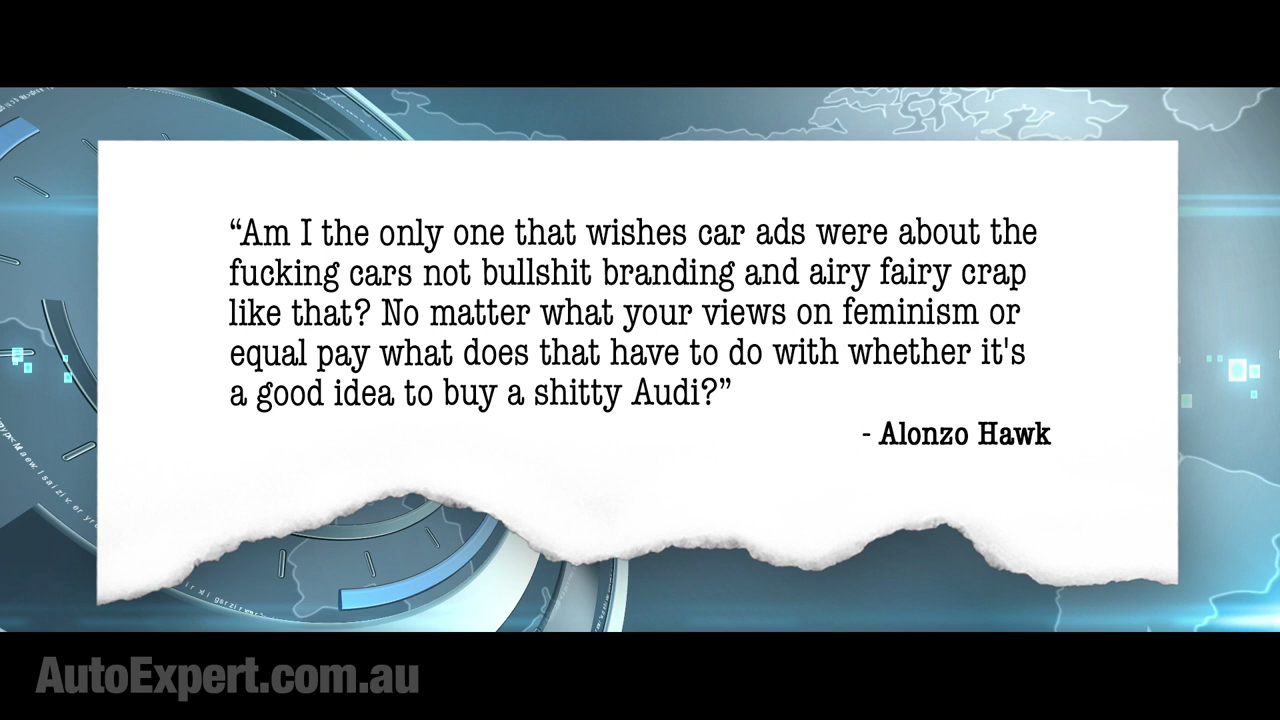 “Am I the only one that wishes car ads were about the
fucking cars not bullshit branding and airy fairy crap
like that? No matter what your views on feminism or
equal pay what does that have to do with whether it's
a good idea to buy a shitty Audi?”
- Alonzo Hawk
AutoExpert.com.au